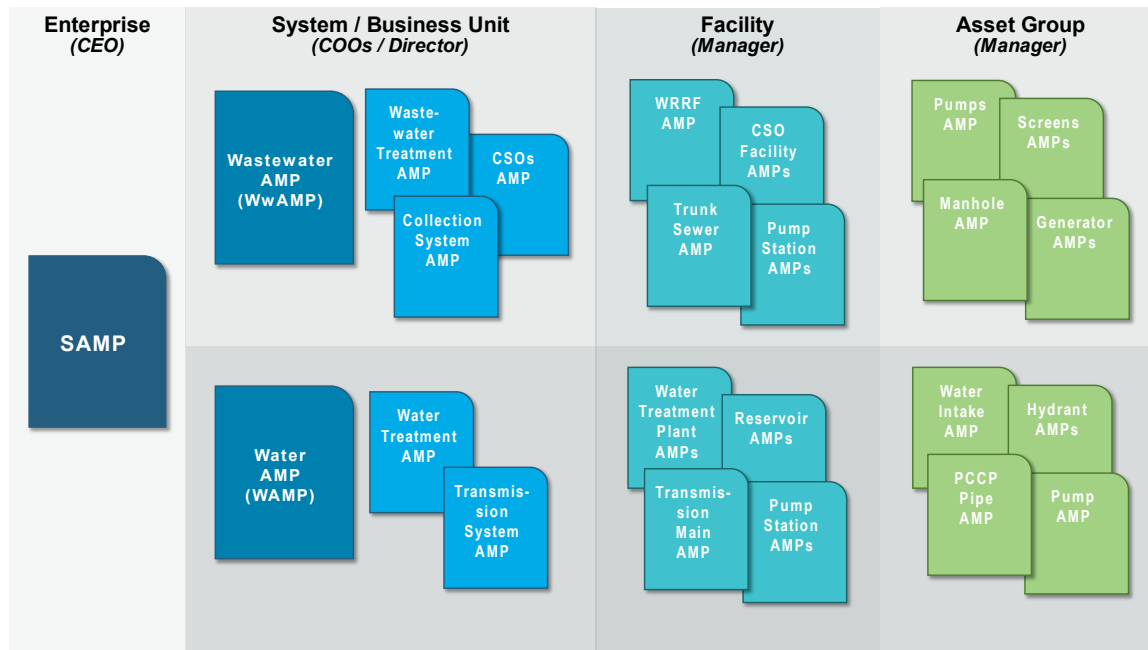 Enterprise
(CEO)
System / Business Unit
(COOs / Director)
Facility
(Manager)
Asset Group
(Manager)
SAMP
Wastewater
AMP
(WwAMP)
Waste-
water
Treatment
AMP
CSOs
AMP
Collection
System
AMP
WRRF
AMP
CSO
Facility
AMPs
Trunk
Sewer
AMP
Pump
Station
AMPs
Pumps
AMP
Screens
AMPs
Manhole
AMP
Generator
AMPs
Water
AMP
(WAMP)
Water
Treatment
AMP
Transmis-
sion
System
AMP
Water
Treatment
Plant
AMPs
Reservoir
AMPs
Transmis-
sion
Main
AMP
Pump
Station
AMPs
Water
Intake
AMP
Hydrant
AMPs
PCCP
Pipe
AMP
Pump
AMP